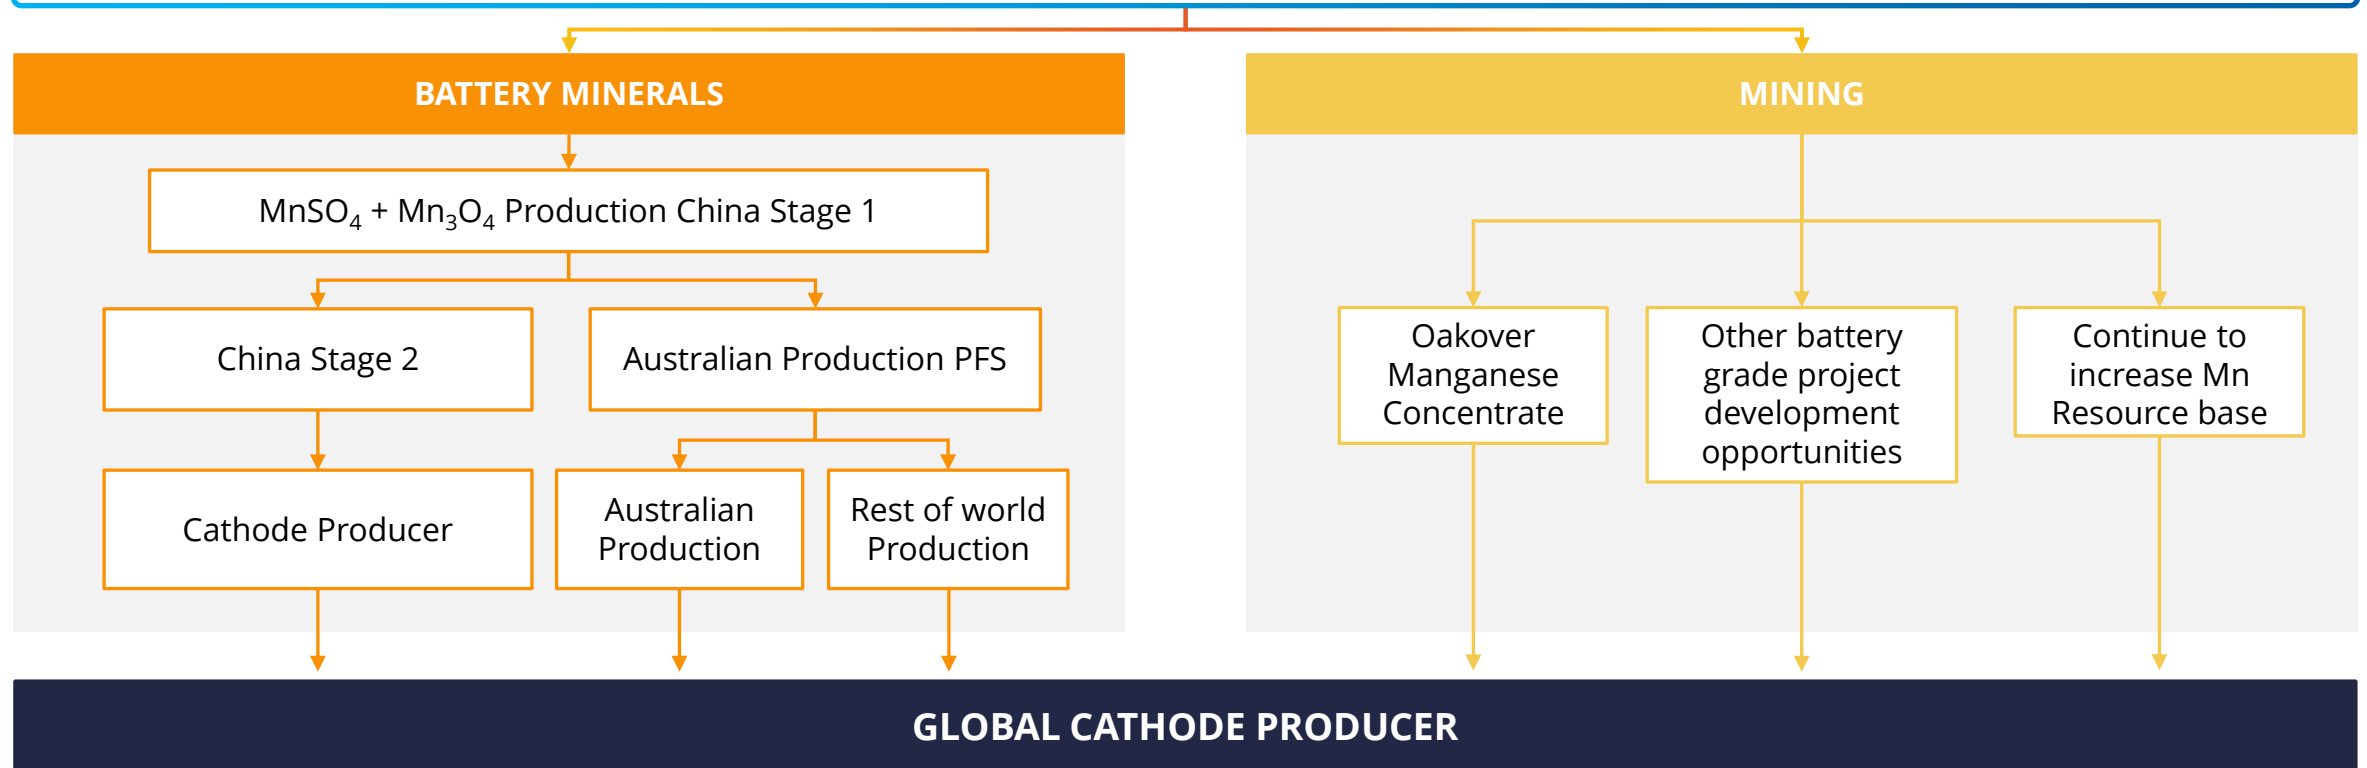 BATTERY MINERALS
MnSO₄ + Mn₃O₄ Production China Stage 1
China Stage 2
Australian Production PFS
Cathode Producer
Australian
Production
Rest of world
Production
MINING
Oakover
Manganese
Concentrate
Other battery
grade project
development
opportunities
Continue to
increase Mn
Resource base
GLOBAL CATHODE PRODUCER